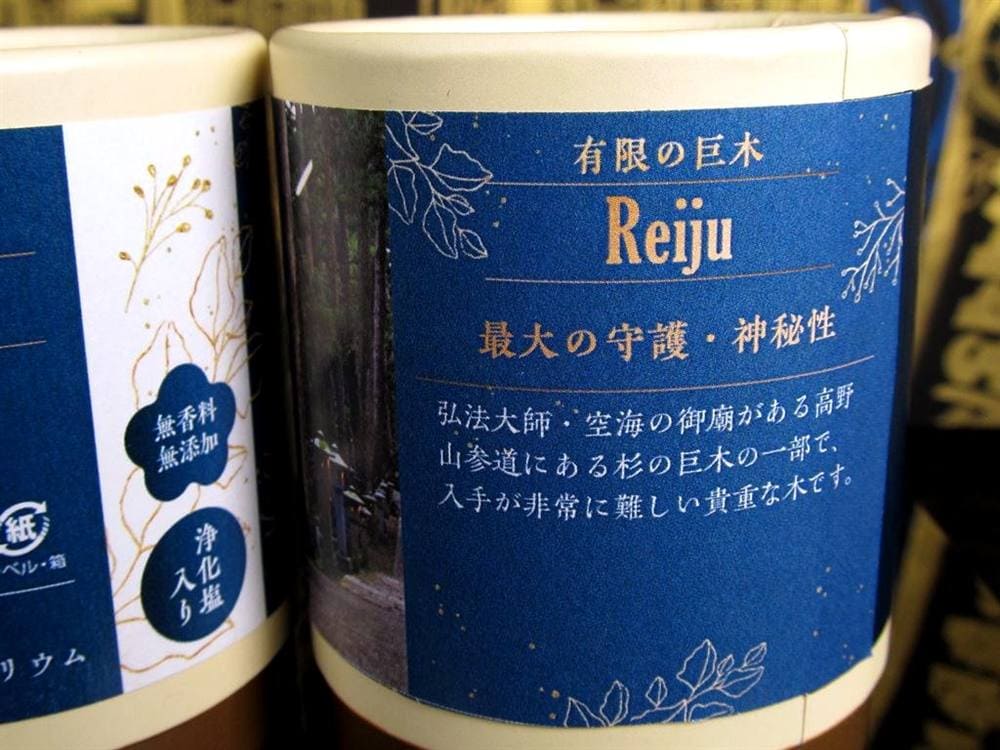 有限の巨木
Reiju
最大の守護・神秘性
弘法大師・空海の御廟がある高野
山参道にある杉の巨木の一部で、
入手が非常に難しい貴重な木です。
無香料
無添加
浄化塩
入り
紙
ベル・箱
リウム